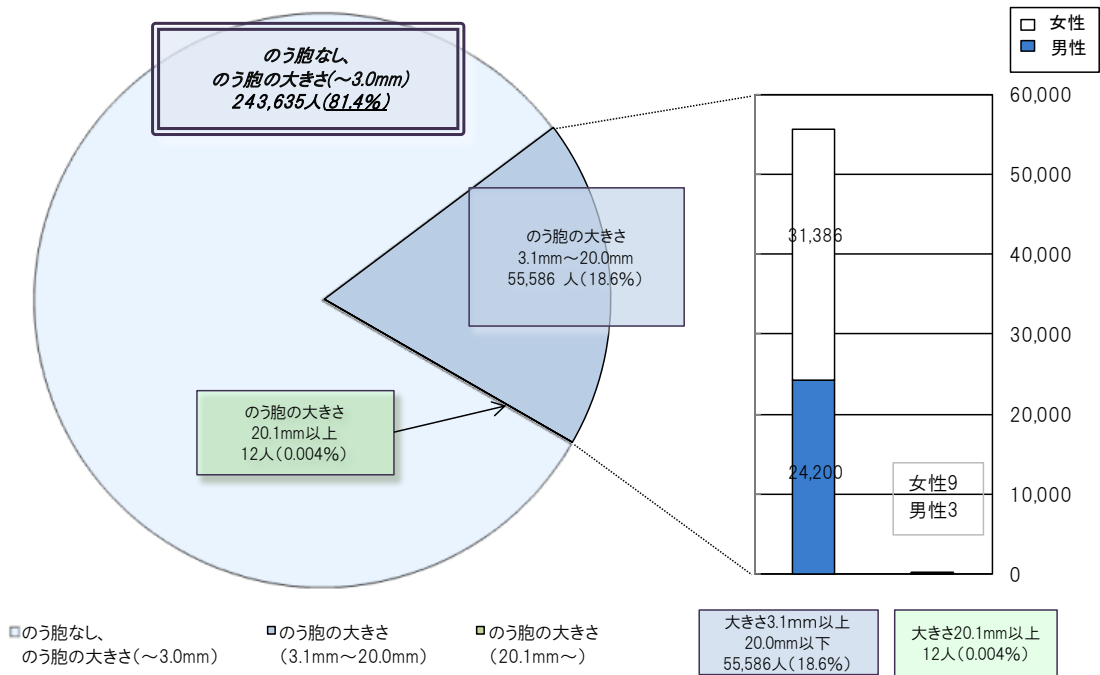 のう胞なし、
のう胞の大きさ(～3.0mm)
243,635人(81.4%)
のう胞の大きさ
3.1mm～20.0mm
55,586 人(18.6%)
のう胞の大きさ
20.1mm以上
12人(0.004%)
女性
男性
60,000
50,000
40,000
30,000
20,000
10,000
0
31,386
24,200
女性9
男性3
のう胞なし、
のう胞の大きさ(～3.0mm)
のう胞の大きさ
(3.1mm～20.0mm)
のう胞の大きさ
(20.1mm～)
大きさ3.1mm以上
20.0mm以下
55,586人(18.6%)
大きさ20.1mm以上
12人(0.004%)